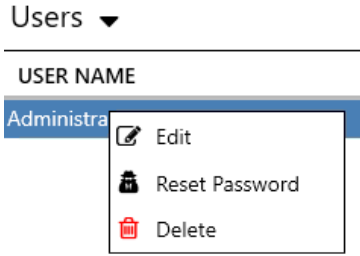 Users
USER NAME
Administra
Edit
Reset Password
Delete